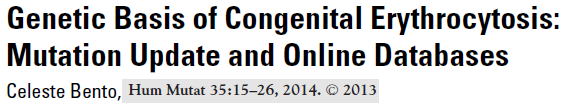 Genetic Basis of Congenital Erythrocytosis:
Mutation Update and Online Databases
Celeste Bento, Hum Mutat 35:15–26, 2014. © 2013